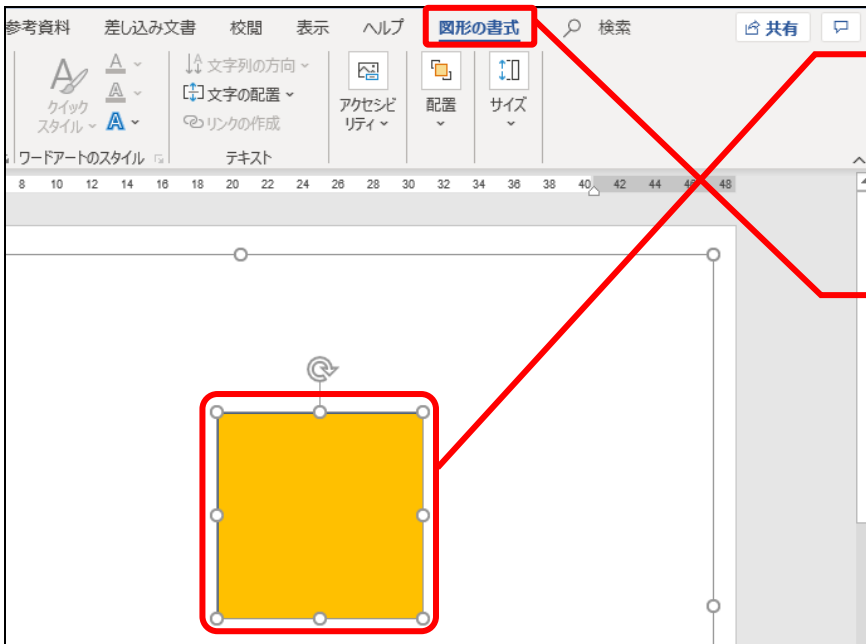 参考資料 差し込み文書 校閲 表示 ヘルプ 図形の書式 検索 共有
A A 文字列の方向
A 文字の配置
クイック スタイル A リンクの作成
アクセシビリティ 配置 サイズ
ワードアートのスタイル テキスト
8 10 12 14 16 18 20 22 24 26 28 30 32 34 36 38 40 42 44 46 48